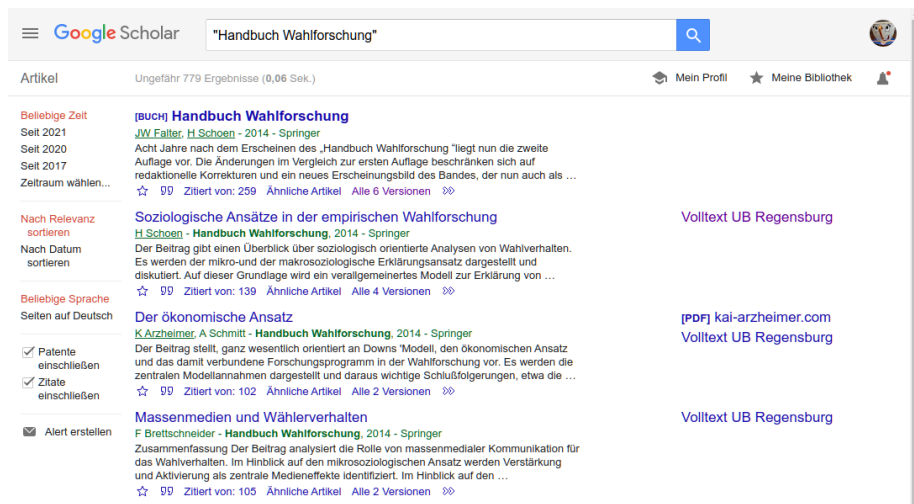 Google Scholar
"Handbuch Wahlforschung"
Artikel
Ungefähr 779 Ergebnisse (0,06 Sek.)
Mein Profil
Meine Bibliothek
Beliebige Zeit
Seit 2021
Seit 2020
Seit 2017
Zeitraum wählen...
Nach Relevanz
sortieren
Nach Datum
sortieren
Beliebige Sprache
Seiten auf Deutsch
Patente
einschließen
Zitate
einschließen
Alert erstellen
[BUCH] Handbuch Wahlforschung
JW Falter, H Schoen - 2014 - Springer
Acht Jahre nach dem Erscheinen des „Handbuch Wahlforschung “liegt nun die zweite
Auflage vor. Die Änderungen im Vergleich zur ersten Auflage beschränken sich auf
redaktionelle Korrekturen und ein neues Erscheinungsbild des Bandes, der nun auch als …
Zitiert von: 259 Ähnliche Artikel Alle 6 Versionen
Soziologische Ansätze in der empirischen Wahlforschung
H Schoen - Handbuch Wahlforschung, 2014 - Springer
Der Beitrag gibt einen Überblick über soziologisch orientierte Analysen von Wahlverhalten.
Es werden der mikro-und der makrosoziologische Erklärungsansatz dargestellt und
diskutiert. Auf dieser Grundlage wird ein verallgemeinertes Modell zur Erklärung von …
Zitiert von: 139 Ähnliche Artikel Alle 4 Versionen
Volltext UB Regensburg
Der ökonomische Ansatz
K Arzheimer, A Schmitt - Handbuch Wahlforschung, 2014 - Springer
Der Beitrag stellt, ganz wesentlich orientiert an Downs 'Modell, den ökonomischen Ansatz
und das damit verbundene Forschungsprogramm in der Wahlforschung vor. Es werden die
zentralen Modellannahmen dargestellt und daraus wichtige Schlußfolgerungen, etwa die …
Zitiert von: 102 Ähnliche Artikel Alle 2 Versionen
[PDF] kai-arzheimer.com
Volltext UB Regensburg
Massenmedien und Wählerverhalten
F Brettschneider - Handbuch Wahlforschung, 2014 - Springer
Zusammenfassung Der Beitrag analysiert die Rolle von massenmedialer Kommunikation für
das Wahlverhalten. Im Hinblick auf den mikrosoziologischen Ansatz werden Verstärkung
und Aktivierung als zentrale Medieneffekte identifiziert. Im Hinblick auf den …
Zitiert von: 105 Ähnliche Artikel Alle 2 Versionen
Volltext UB Regensburg